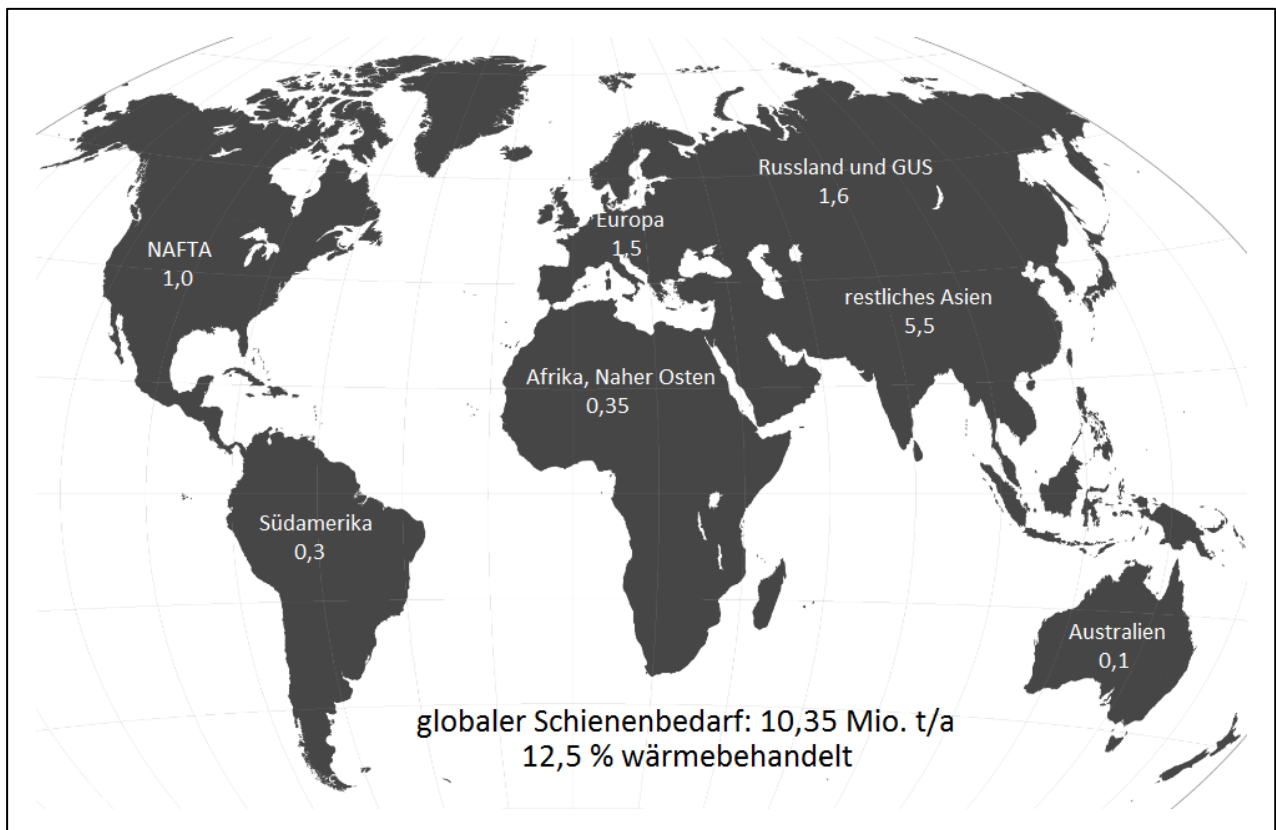 Russland und GUS
1,6
Europa
1,5
NAFTA
1,0
restliches Asien
5,5
Afrika, Naher Osten
0,35
Südamerika
0,3
Australien
0,1
globaler Schienenbedarf: 10,35 Mio. t/a
12,5 % wärmebehandelt